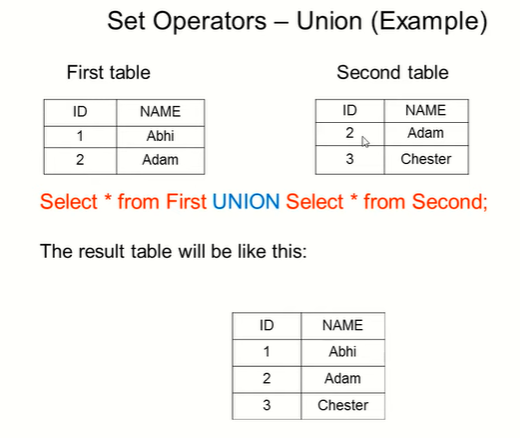 Set Operators – Union (Example)
First table
Second table
ID NAME
1 Abhi
2 Adam
ID NAME
2 Adam
3 Chester
Select * from First UNION Select * from Second;
The result table will be like this:
ID NAME
1 Abhi
2 Adam
3 Chester